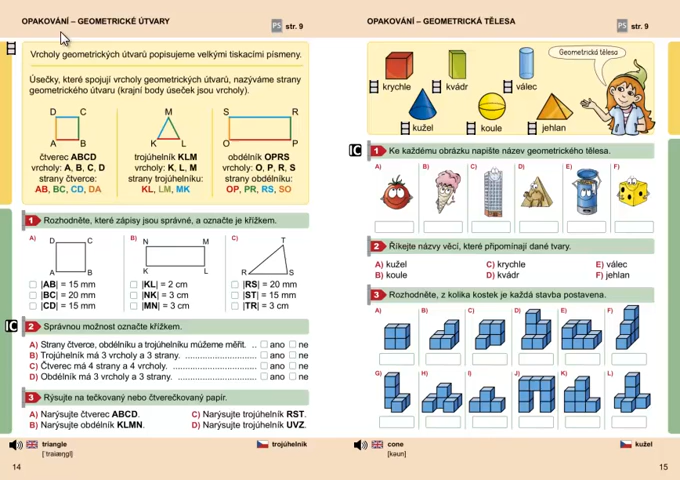 OPAKOVÁNÍ – GEOMETRICKÉ ÚTVARY
PS str. 9
Vrcholy geometrických útvarů popisujeme velkými tiskacími písmeny.
Úsečky, které spojují vrcholy geometrických útvarů, nazýváme strany
geometrického útvaru (krajní body úseček jsou vrcholy).
D C
A B
M
K L
S R
O P
čtverec ABCD
vrcholy: A, B, C, D
strany čtverce:
AB, BC, CD, DA
trojúhelník KLM
vrcholy: K, L, M
strany trojúhelníku:
KL, LM, MK
obdélník OPRS
vrcholy: O, P, R, S
strany obdélníku:
OP, PR, RS, SO
1 Rozhodněte, které zápisy jsou správné, a označte je křížkem.
A) D C
A B
|AB| = 15 mm
|BC| = 20 mm
|CD| = 15 mm
B) N M
K L
|KL| = 2 cm
|NK| = 3 cm
|MN| = 3 cm
C) T
R S
|RS| = 20 mm
|ST| = 15 mm
|TR| = 3 cm
2 Správnou možnost označte křížkem.
A) Strany čtverce, obdélníku a trojúhelníku můžeme měřit. .. ano ne
B) Trojúhelník má 3 vrcholy a 3 strany. .............................. ano ne
C) Čtverec má 4 strany a 4 vrcholy. .................................. ano ne
D) Obdélník má 3 vrcholy a 3 strany. ................................ ano ne
3 Rýsujte na tečkovaný nebo čtverečkovaný papír.
A) Narýsujte čtverec ABCD.
B) Narýsujte obdélník KLMN.
C) Narýsujte trojúhelník RST.
D) Narýsujte trojúhelník UVZ.
triangle
[ˈtraiæŋgl]
trojúhelník
14
OPAKOVÁNÍ – GEOMETRICKÁ TĚLESA
PS str. 9
Geometrická tělesa
krychle kvádr válec
kužel koule jehlan
1 Ke každému obrázku napište název geometrického tělesa.
A) B) C) D) E) F)
2 Říkejte názvy věcí, které připomínají dané tvary.
A) kužel
B) koule
C) krychle
D) kvádr
E) válec
F) jehlan
3 Rozhodněte, z kolika kostek je každá stavba postavena.
A) B) C) D) E) F)
G) H) I) J) K) L)
cone
[kəun]
kužel
15